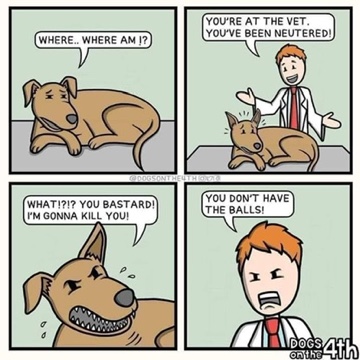 WHERE.. WHERE AM I?
YOU'RE AT THE VET.
YOU'VE BEEN NEUTERED!
WHAT!?!? YOU BASTARD!
I'M GONNA KILL YOU!
YOU DON'T HAVE
THE BALLS!
DOGS
on the 4th